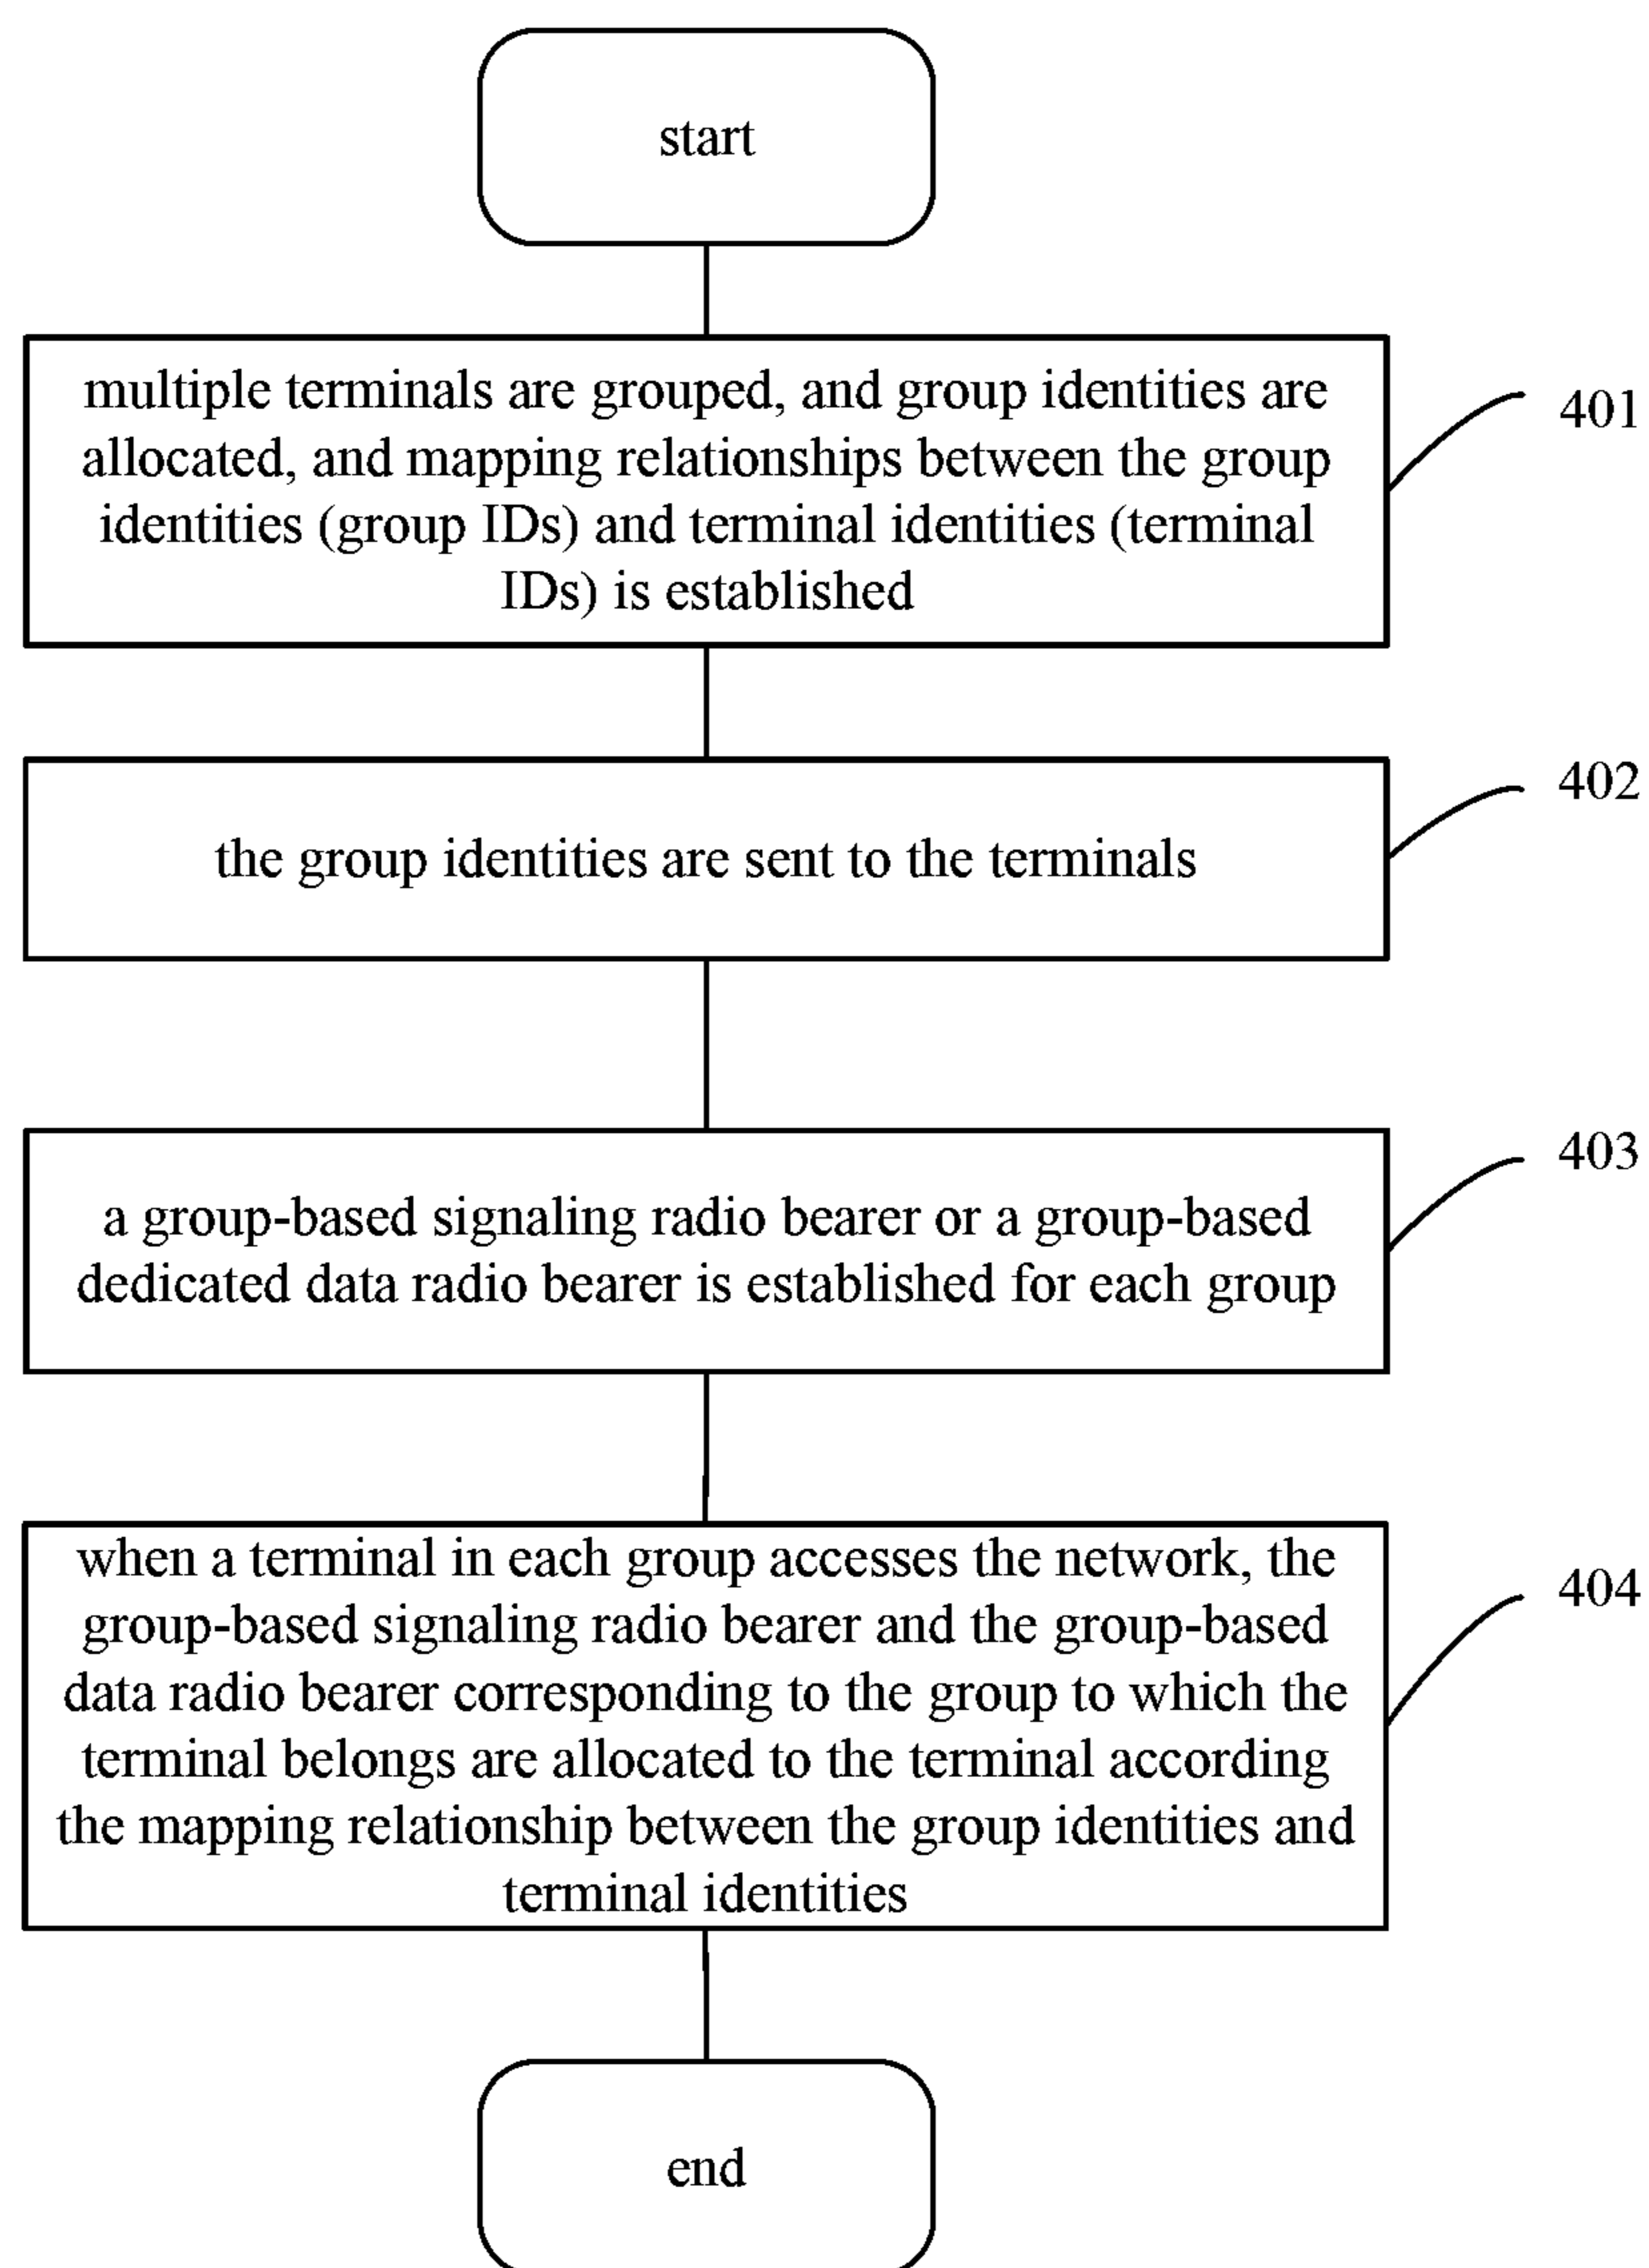 start
multiple terminals are grouped, and group identities are
allocated, and mapping relationships between the group
identities (group IDs) and terminal identities (terminal
IDs) is established
401
the group identities are sent to the terminals
402
a group-based signaling radio bearer or a group-based
dedicated data radio bearer is established for each group
403
when a terminal in each group accesses the network, the
group-based signaling radio bearer and the group-based
data radio bearer corresponding to the group to which the
terminal belongs are allocated to the terminal according
the mapping relationship between the group identities and
terminal identities
404
end